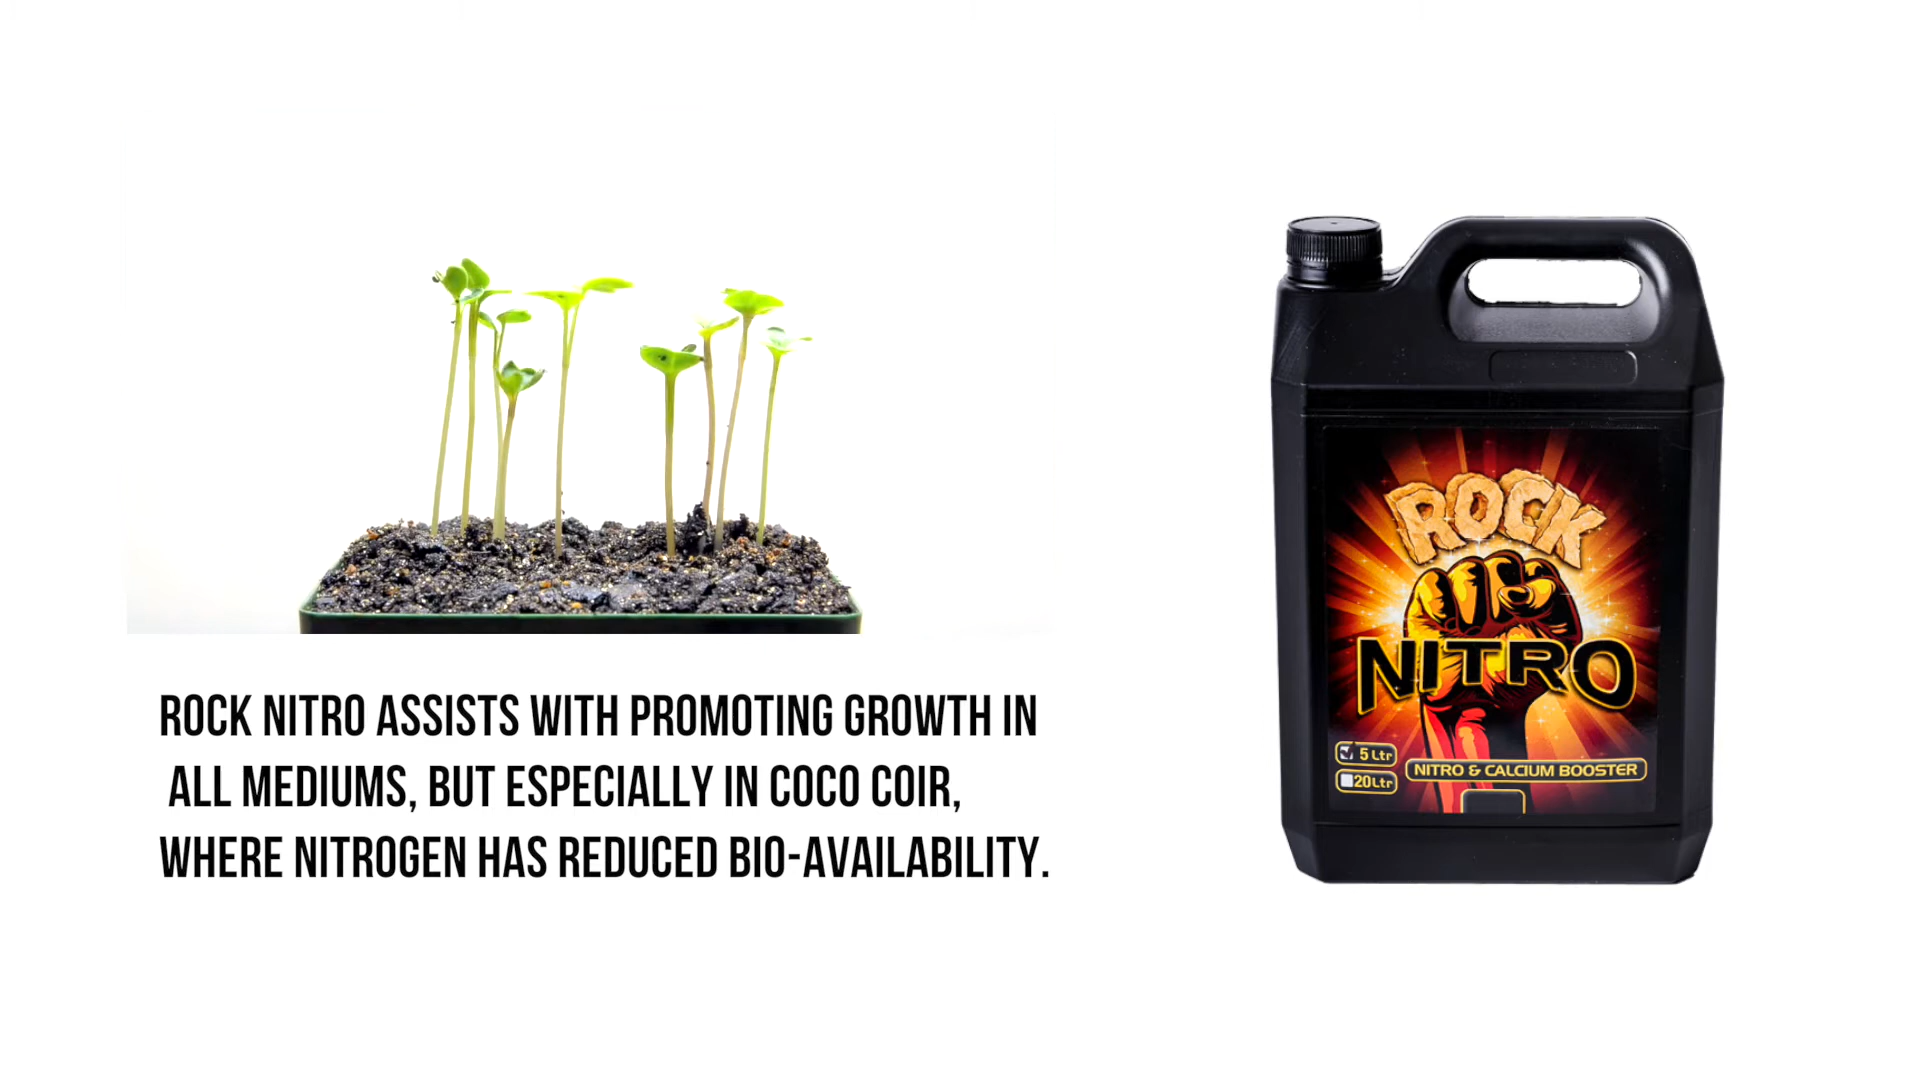 ROCK NITRO ASSISTS WITH PROMOTING GROWTH IN
ALL MEDIUMS, BUT ESPECIALLY IN COCO COIR,
WHERE NITROGEN HAS REDUCED BIO-AVAILABILITY.
ROCK
NITRO
5 Ltr
20Ltr
NITRO & CALCIUM BOOSTER